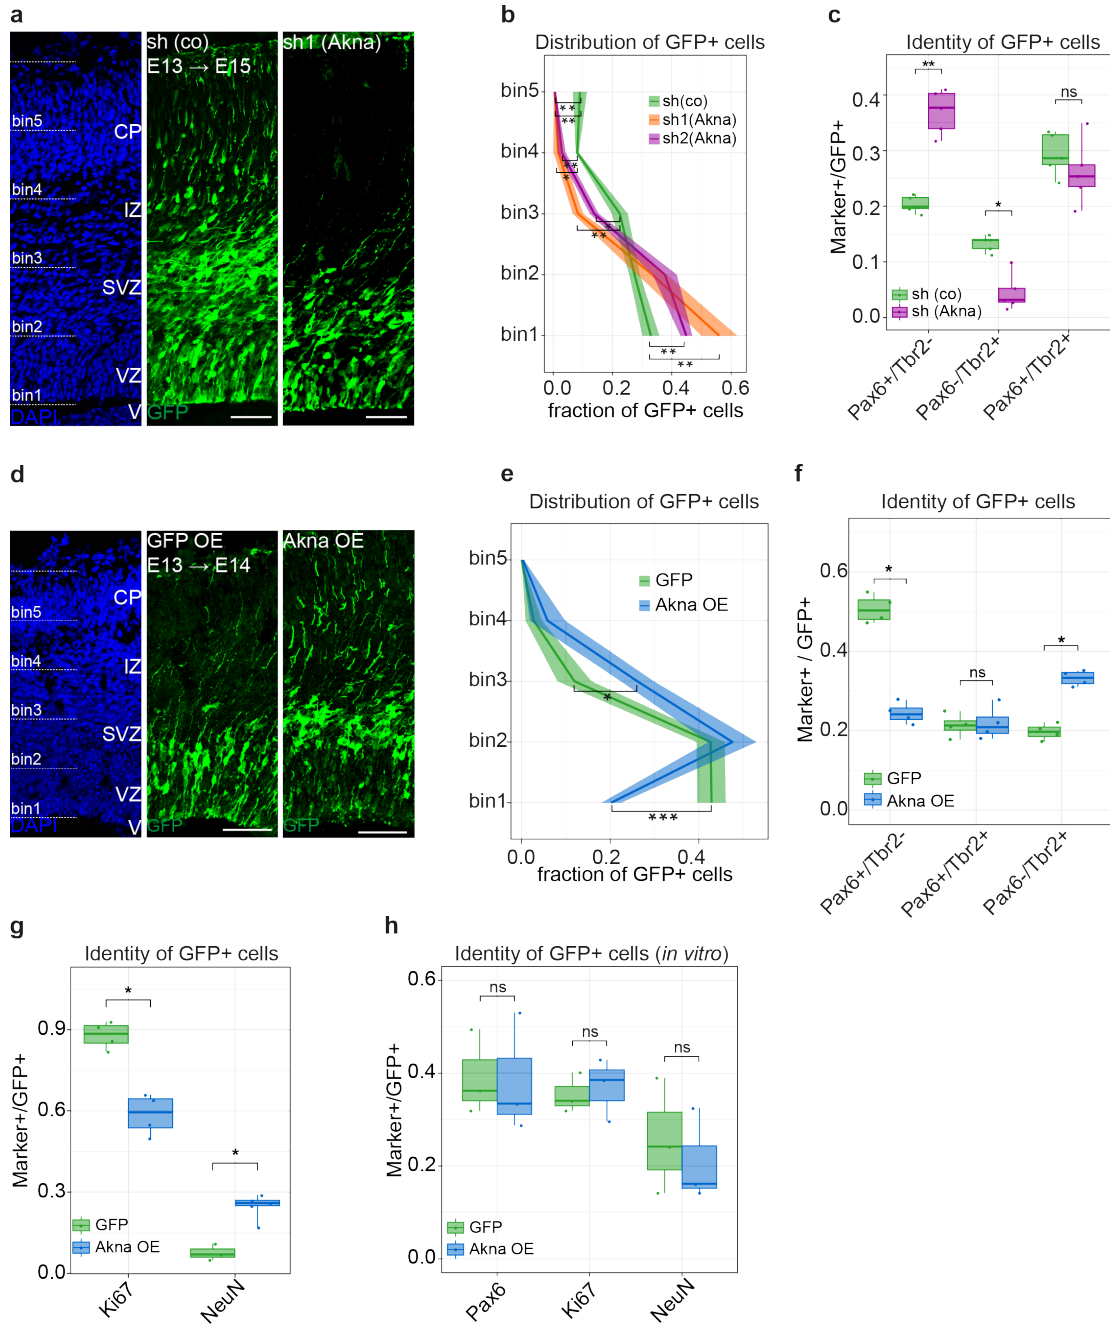 a
sh (co)
E13 → E15
sh1 (Akna)
bin5
bin4
bin3
bin2
bin1
CP
IZ
SVZ
VZ
V
DAPI
GFP
b
Distribution of GFP+ cells
bin5
bin4
bin3
bin2
bin1
sh(co)
sh1(Akna)
sh2(Akna)
**
**
**
*
*
**
**
**
0.0 0.2 0.4 0.6
fraction of GFP+ cells
c
Identity of GFP+ cells
Marker+/GFP+
0.4
0.3
0.2
0.1
0.0
**
*
ns
sh (co)
sh (Akna)
Pax6+/Tbr2-
Pax6-/Tbr2+
Pax6+/Tbr2+
d
GFP OE
E13 → E14
Akna OE
bin5
bin4
bin3
bin2
bin1
CP
IZ
SVZ
VZ
V
DAPI
GFP
GFP
e
Distribution of GFP+ cells
bin5
bin4
bin3
bin2
bin1
GFP
Akna OE
*
***
0.0 0.2 0.4
fraction of GFP+ cells
f
Identity of GFP+ cells
Marker+ / GFP+
0.6
0.4
0.2
0.0
*
ns
*
GFP
Akna OE
Pax6+/Tbr2-
Pax6+/Tbr2+
Pax6-/Tbr2+
g
Identity of GFP+ cells
Marker+/GFP+
0.9
0.6
0.3
0.0
*
*
GFP
Akna OE
Ki67
NeuN
h
Identity of GFP+ cells (in vitro)
Marker+/GFP+
0.6
0.4
0.2
0.0
ns
ns
ns
GFP
Akna OE
Pax6
Ki67
NeuN